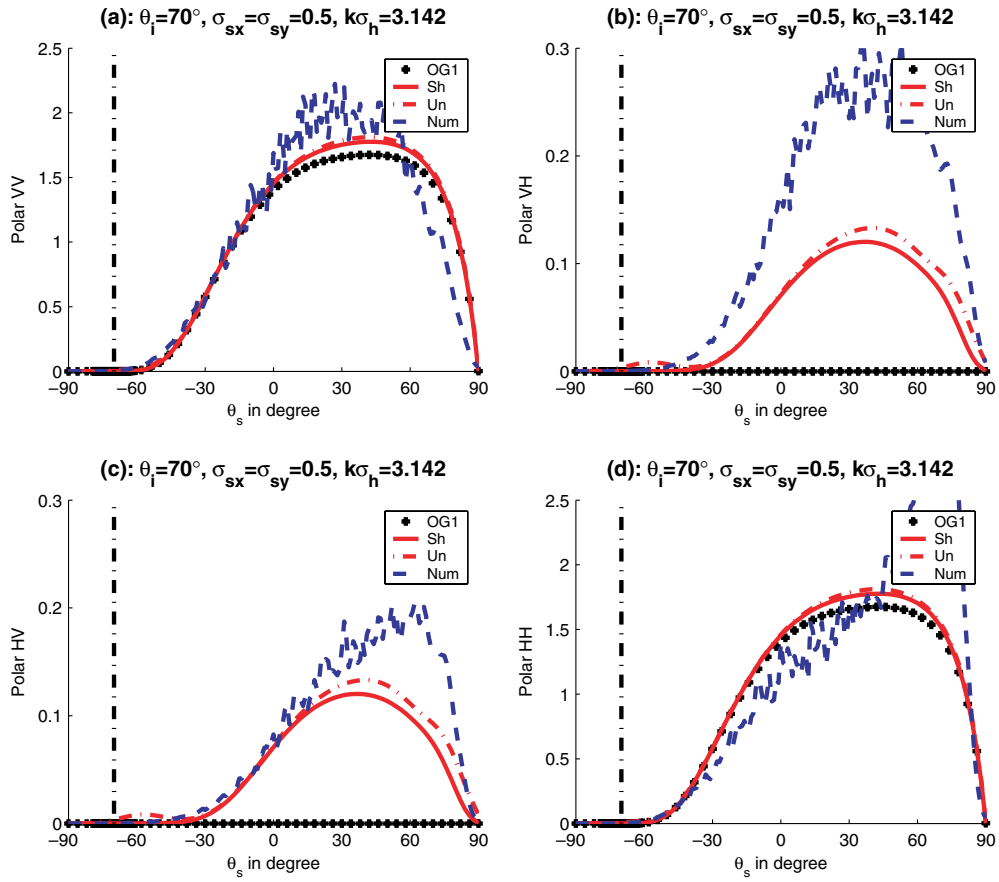 (a): θi=70°, σsx=σsy=0.5, kσh=3.142
2.5
2
1.5
1
0.5
0
Polar VV
OG1
Sh
Un
Num
−90 −60 −30 0 30 60 90
θs in degree
(b): θi=70°, σsx=σsy=0.5, kσh=3.142
0.3
0.2
0.1
0
Polar VH
OG1
Sh
Un
Num
−90 −60 −30 0 30 60 90
θs in degree
(c): θi=70°, σsx=σsy=0.5, kσh=3.142
0.3
0.2
0.1
0
Polar HV
OG1
Sh
Un
Num
−90 −60 −30 0 30 60 90
θs in degree
(d): θi=70°, σsx=σsy=0.5, kσh=3.142
2.5
2
1.5
1
0.5
0
Polar HH
OG1
Sh
Un
Num
−90 −60 −30 0 30 60 90
θs in degree